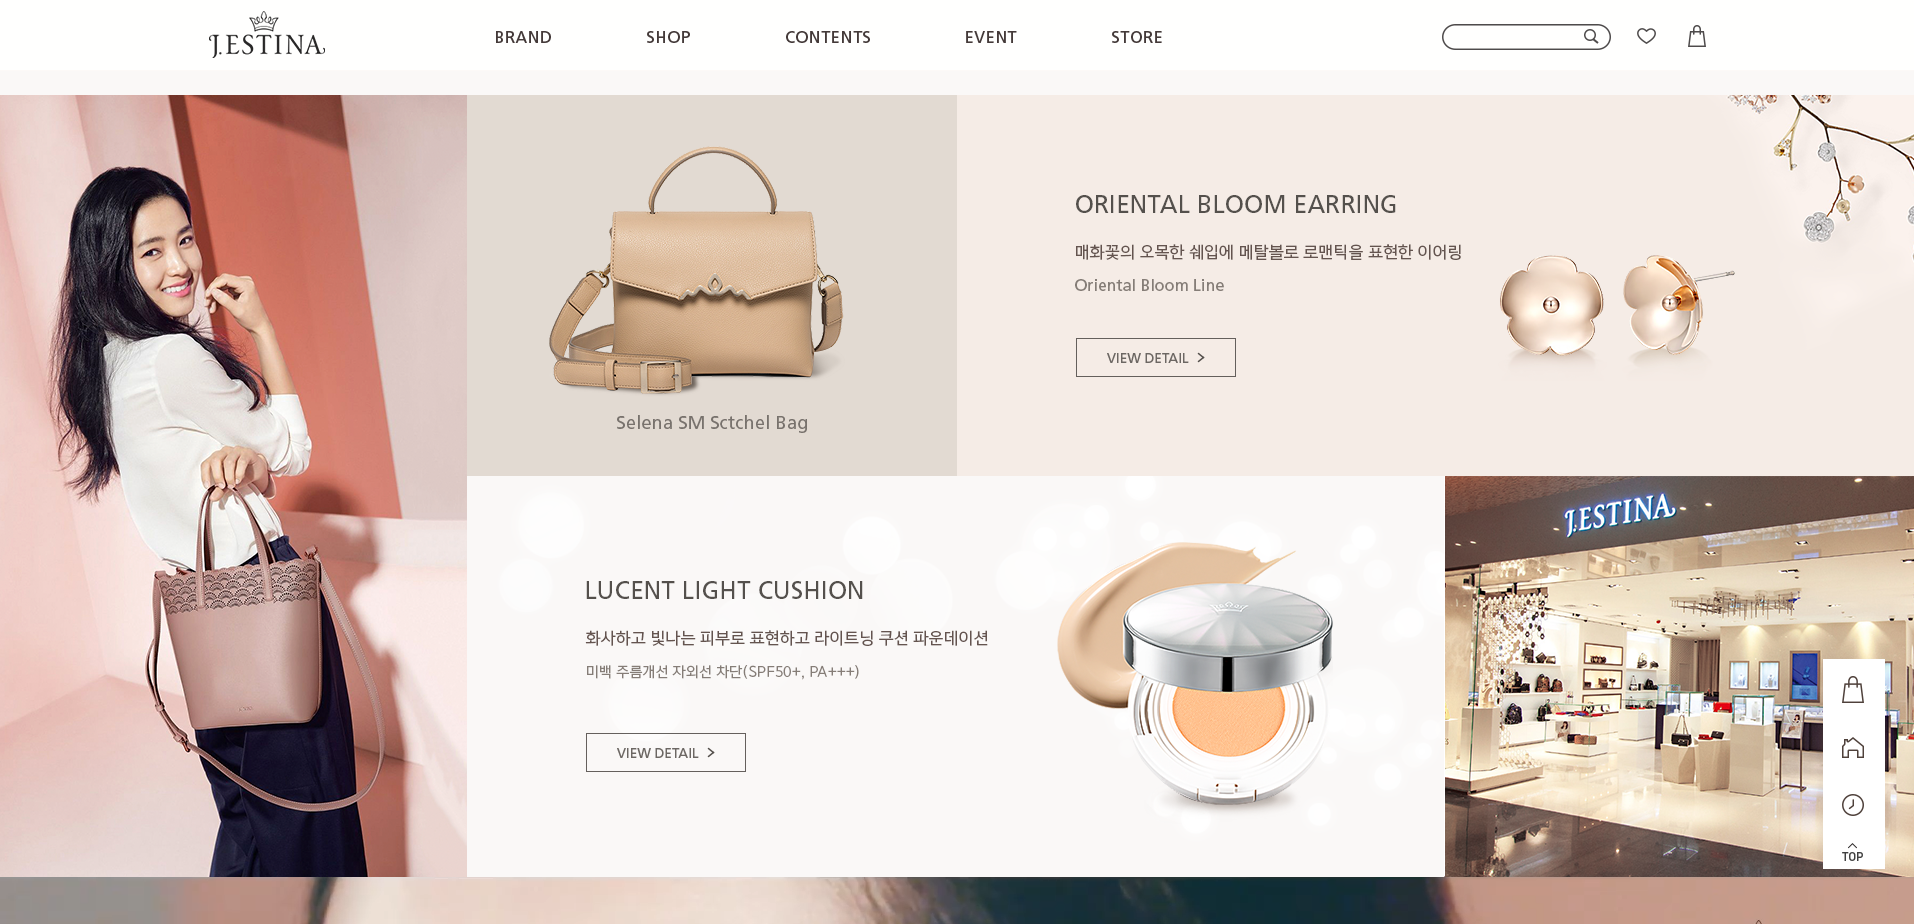 J.ESTINA
BRAND
SHOP
CONTENTS
EVENT
STORE
Selena SM Sctchel Bag
ORIENTAL BLOOM EARRING
매화꽃의 오목한 쉐입에 메탈볼로 로맨틱을 표현한 이어링
Oriental Bloom Line
VIEW DETAIL >
LUCENT LIGHT CUSHION
화사하고 빛나는 피부로 표현하고 라이트닝 쿠션 파운데이션
미백 주름개선 자외선 차단(SPF50+, PA+++)
VIEW DETAIL >
J.ESTINA
TOP